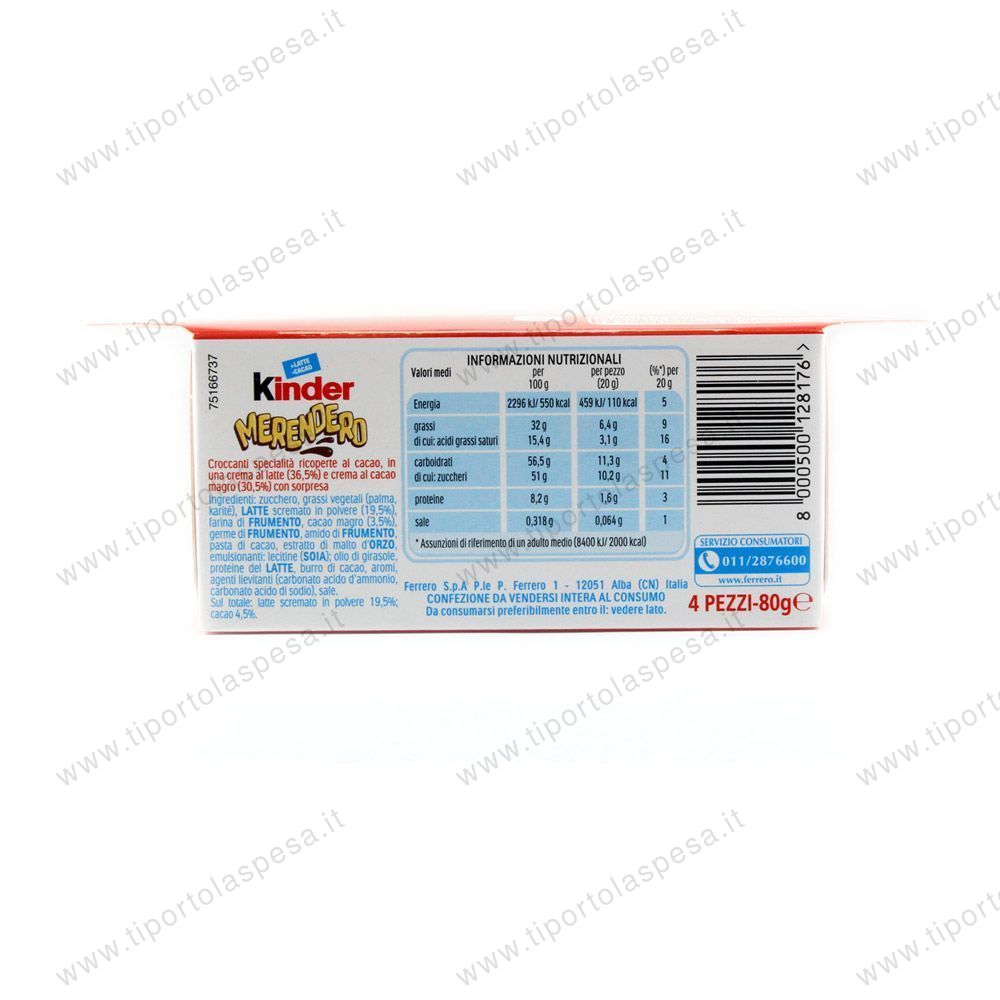 www.tiportolaspesa.it
75166737
+LATTE
-CACAO
Kinder
MERENDERO
Croccanti specialità ricoperte al cacao, in
una crema al latte (36,5%) e crema al cacao
magro (30,5%) con sorpresa
Ingredienti: zucchero, grassi vegetali (palma,
karité), LATTE scremato in polvere (19,5%),
farina di FRUMENTO, cacao magro (3,5%),
germe di FRUMENTO, amido di FRUMENTO,
pasta di cacao, estratto di malto d'ORZO,
emulsionanti: lecitine (SOIA); olio di girasole,
proteine del LATTE, burro di cacao, aromi,
agenti lievitanti (carbonato acido d'ammonio,
carbonato acido di sodio), sale.
Sul totale: latte scremato in polvere 19,5%;
cacao 4,5%.
INFORMAZIONI NUTRIZIONALI
Valori medi per 100 g per pezzo (20 g) (%*) per 20 g
Energia 2296 kJ/ 550 kcal 459 kJ/ 110 kcal 5
grassi 32 g 6,4 g 9
di cui: acidi grassi saturi 15,4 g 3,1 g 16
carboidrati 56,5 g 11,3 g 4
di cui: zuccheri 51 g 10,2 g 11
proteine 8,2 g 1,6 g 3
sale 0,318 g 0,064 g 1
* Assunzioni di riferimento di un adulto medio (8400 kJ/ 2000 kcal)
Ferrero S.p.A P.le P. Ferrero 1 - 12051 Alba (CN) Italia
CONFEZIONE DA VENDERSI INTERA AL CONSUMO
Da consumarsi preferibilmente entro il: vedere lato.
8 000500 128176 >
SERVIZIO CONSUMATORI
011/2876600
www.ferrero.it
4 PEZZI-80g℮